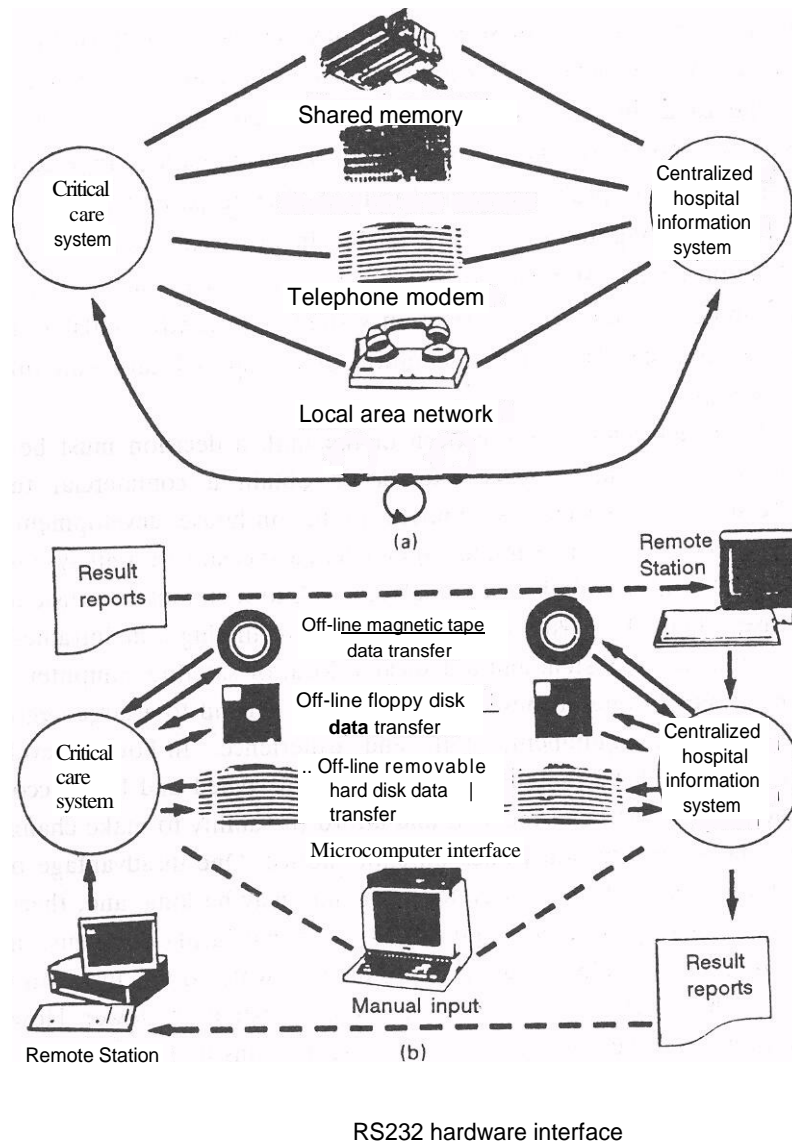 Shared memory
Critical
care
system
Centralized
hospital
information
system
Telephone modem
Local area network
(a)
Result
reports
Remote
Station
Off-line magnetic tape
data transfer
Off-line floppy disk
data transfer
Critical
care
system
.. Off-line removable
hard disk data |
transfer
Centralized
hospital
information
system
Microcomputer interface
Manual input
Result
reports
Remote Station
(b)
RS232 hardware interface